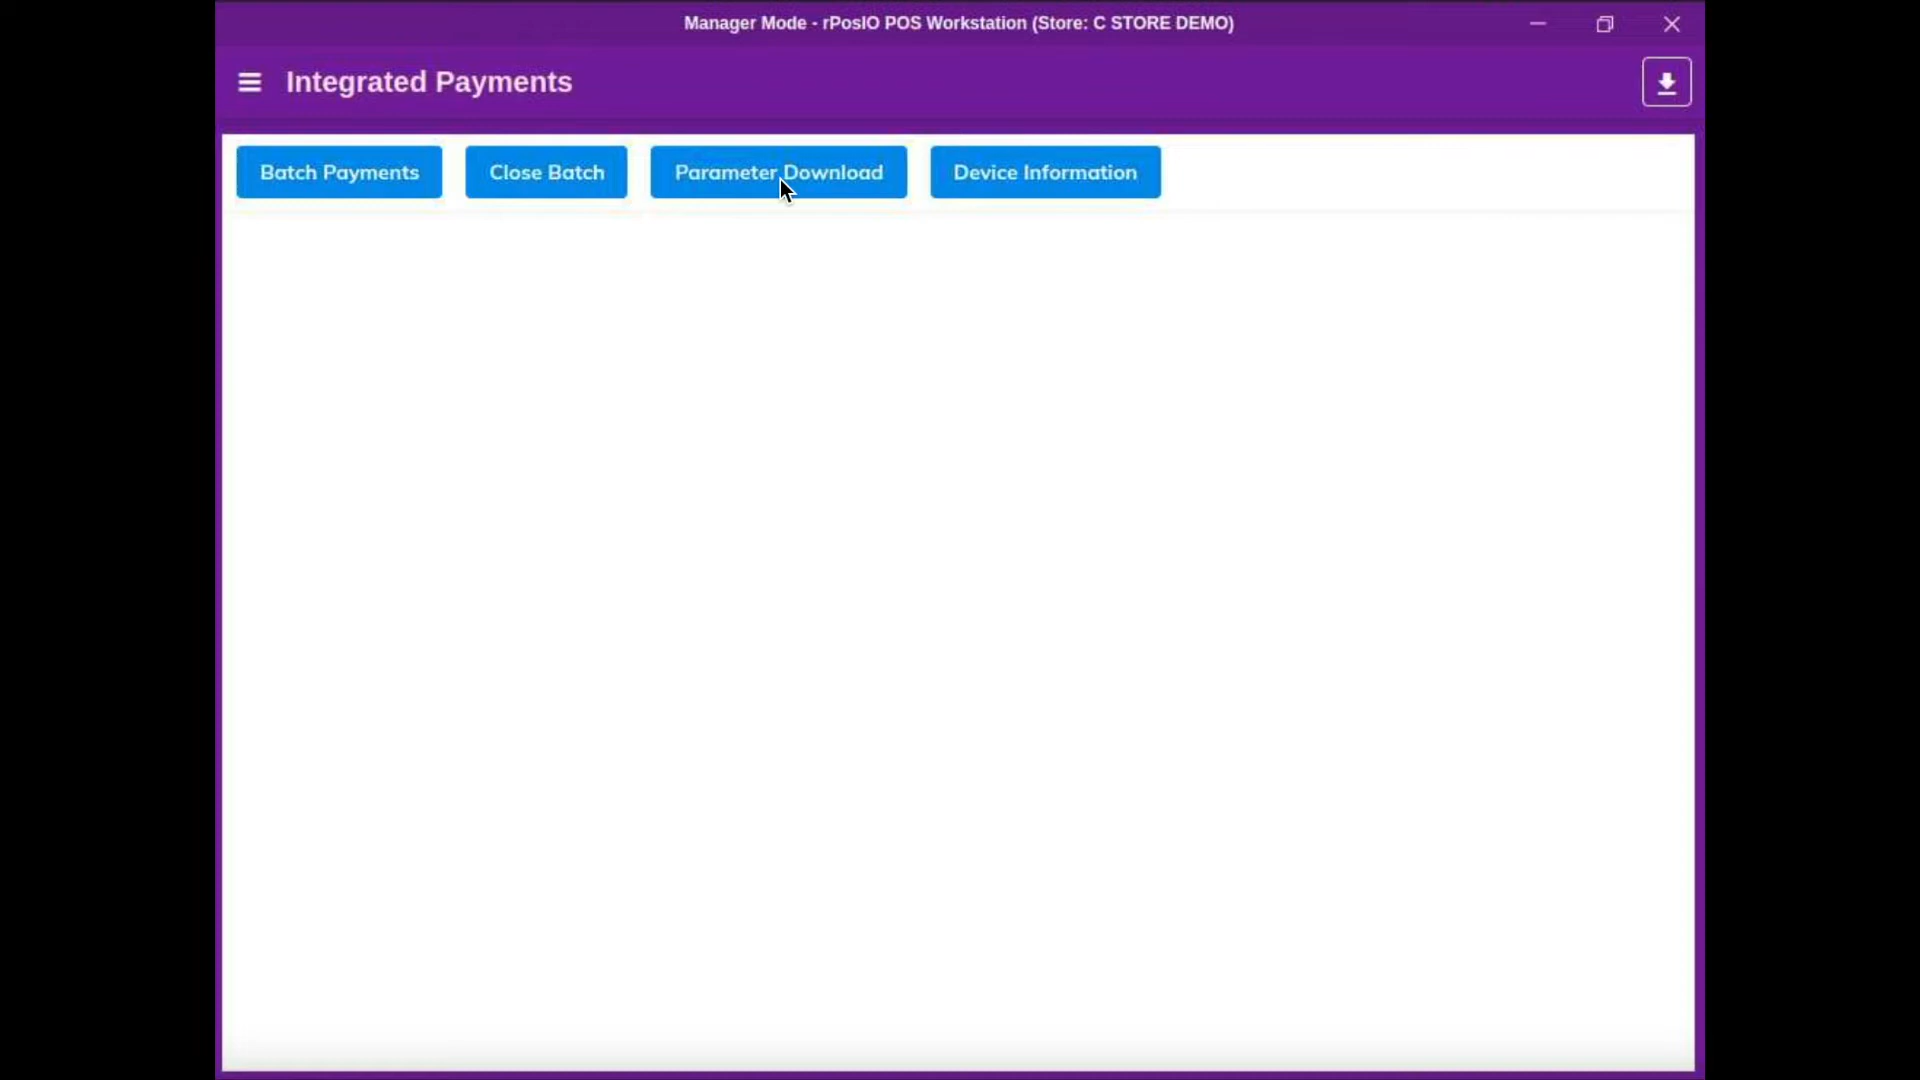 Manager Mode - rPosIO POS Workstation (Store: C STORE DEMO)
Integrated Payments
Batch Payments Close Batch Parameter Download Device Information